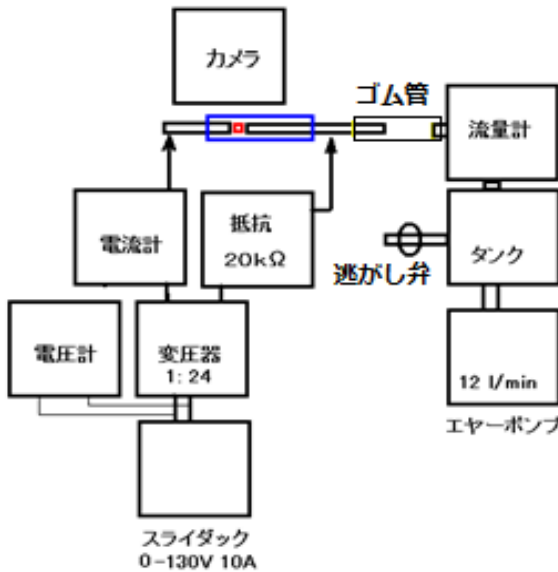 カメラ
ゴム管
流量計
電流計
抵抗
20kΩ
逃がし弁
タンク
電圧計
変圧器
1:24
12 l/min
エヤーポンプ
スライダック
0-130V 10A